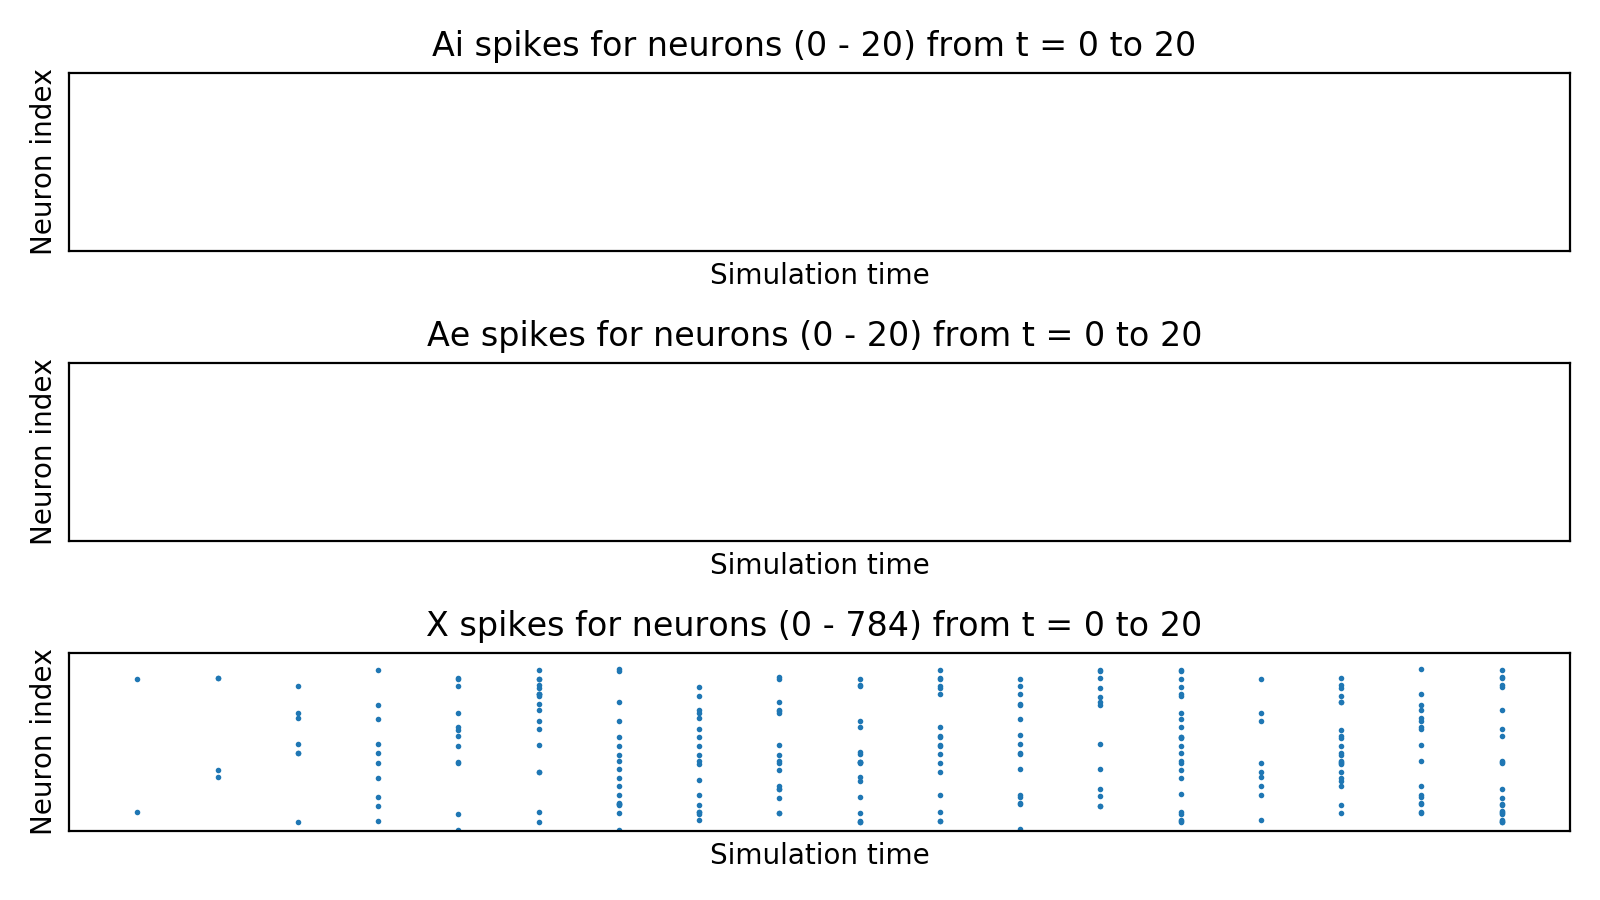 Ai spikes for neurons (0 - 20) from t = 0 to 20
Neuron index
Simulation time
Ae spikes for neurons (0 - 20) from t = 0 to 20
Neuron index
Simulation time
X spikes for neurons (0 - 784) from t = 0 to 20
Neuron index
Simulation time